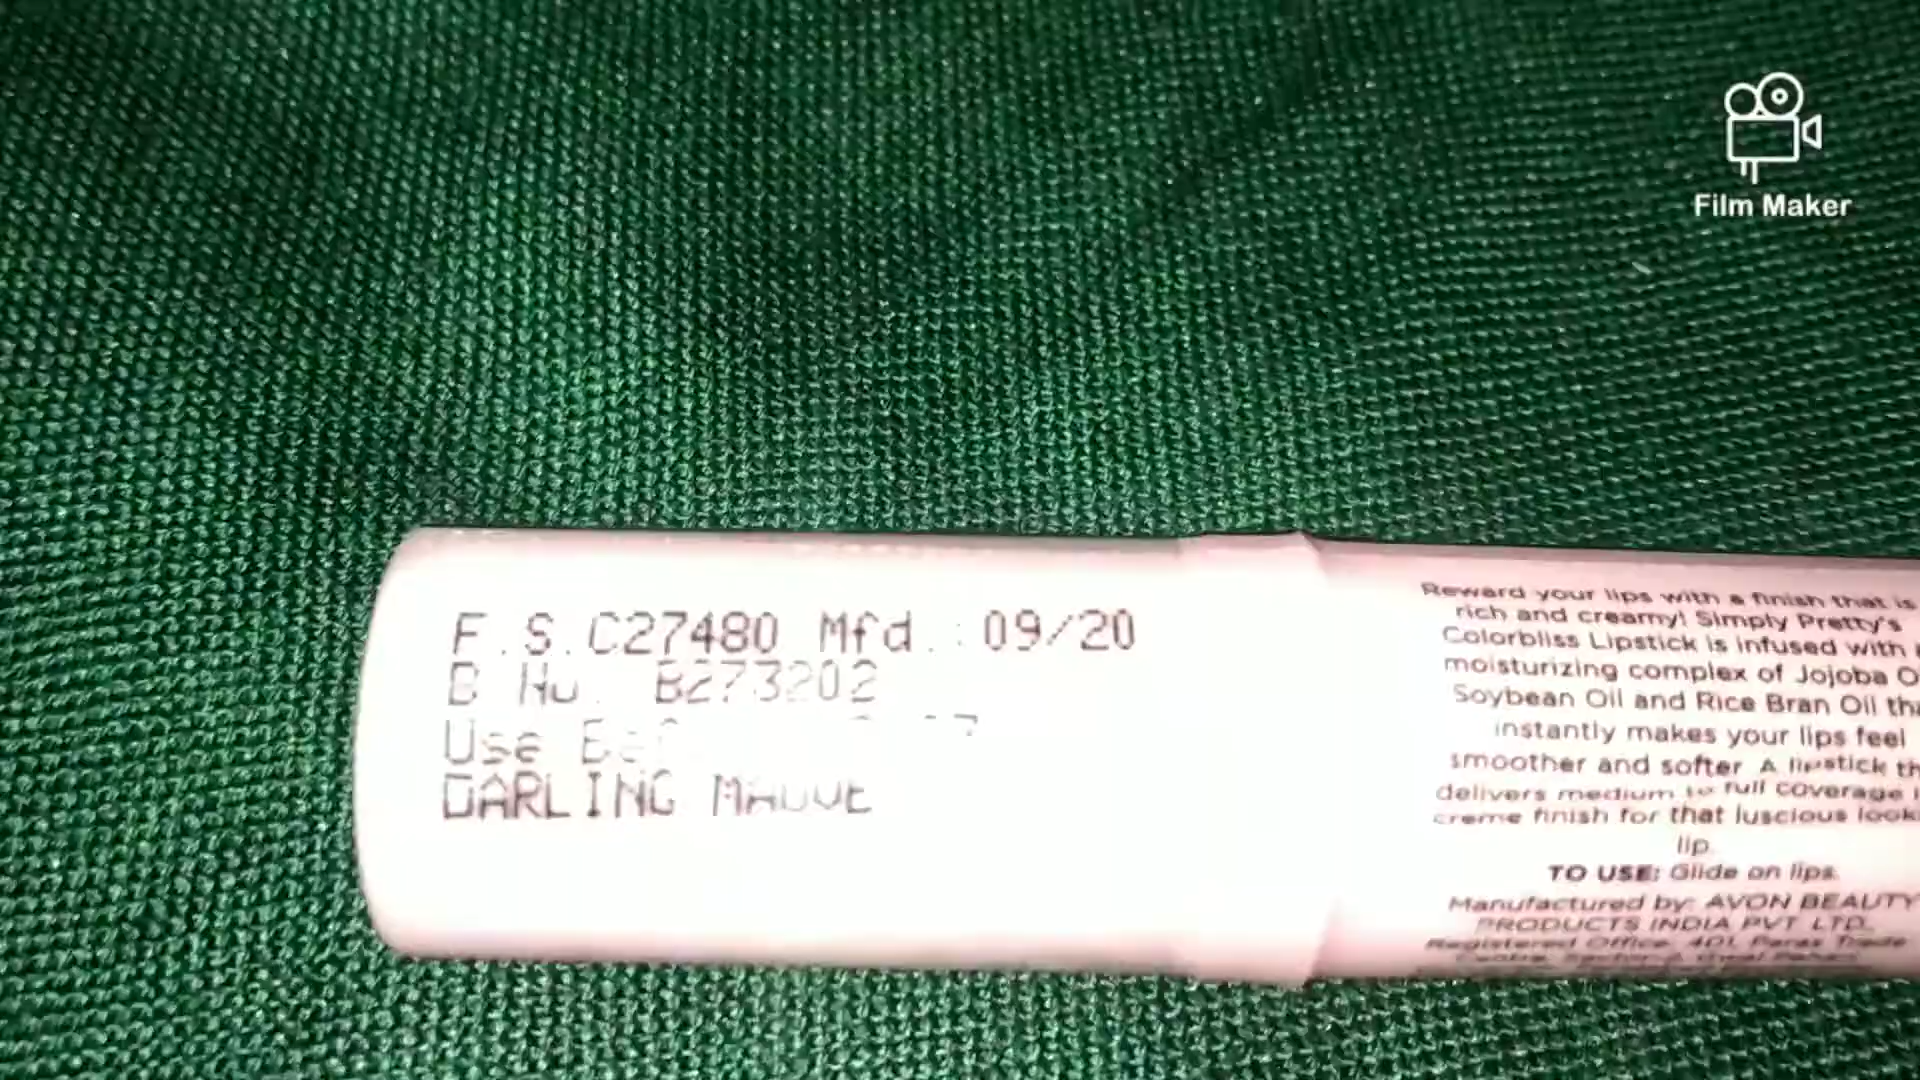 Film Maker
F.S.C27480 Mfd.:09/20
B No. B273202
Use
DARLING MAUVE
Reward your lips with a finish that is
rich and creamy! Simply Pretty's
Colorbliss Lipstick is infused with
moisturizing complex of Jojoba
Soybean Oil and Rice Bran Oil
instantly makes your lips feel
smoother and softer. A lipstick
delivers medium to full coverage
creme finish for that luscious
lip.
TO USE: Glide on lips.
Manufactured by: AVON BEAUTY
PRODUCTS INDIA PVT. LTD.
Registered Office: 401, Paras Trade